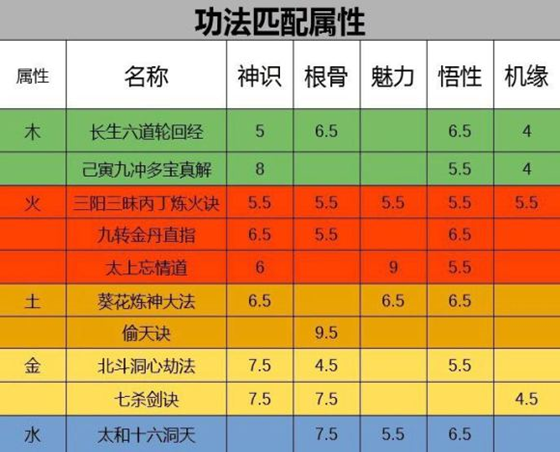 功法匹配属性
属性 名称 神识 根骨 魅力 悟性 机缘
木 长生六道轮回经 5 6.5 6.5 4
己寅九冲多宝真解 8 5.5 4
火 三阳三昧丙丁炼火诀 5.5 5.5 5.5 5.5 5.5
九转金丹直指 6.5 5.5 6.5
太上忘情道 6 9 5.5
土 葵花炼神大法 6.5 6.5 6.5
偷天诀 9.5
金 北斗洞心劫法 7.5 4.5 5.5
七杀剑诀 7.5 7.5 4.5
水 太和十六洞天 7.5 5.5 6.5